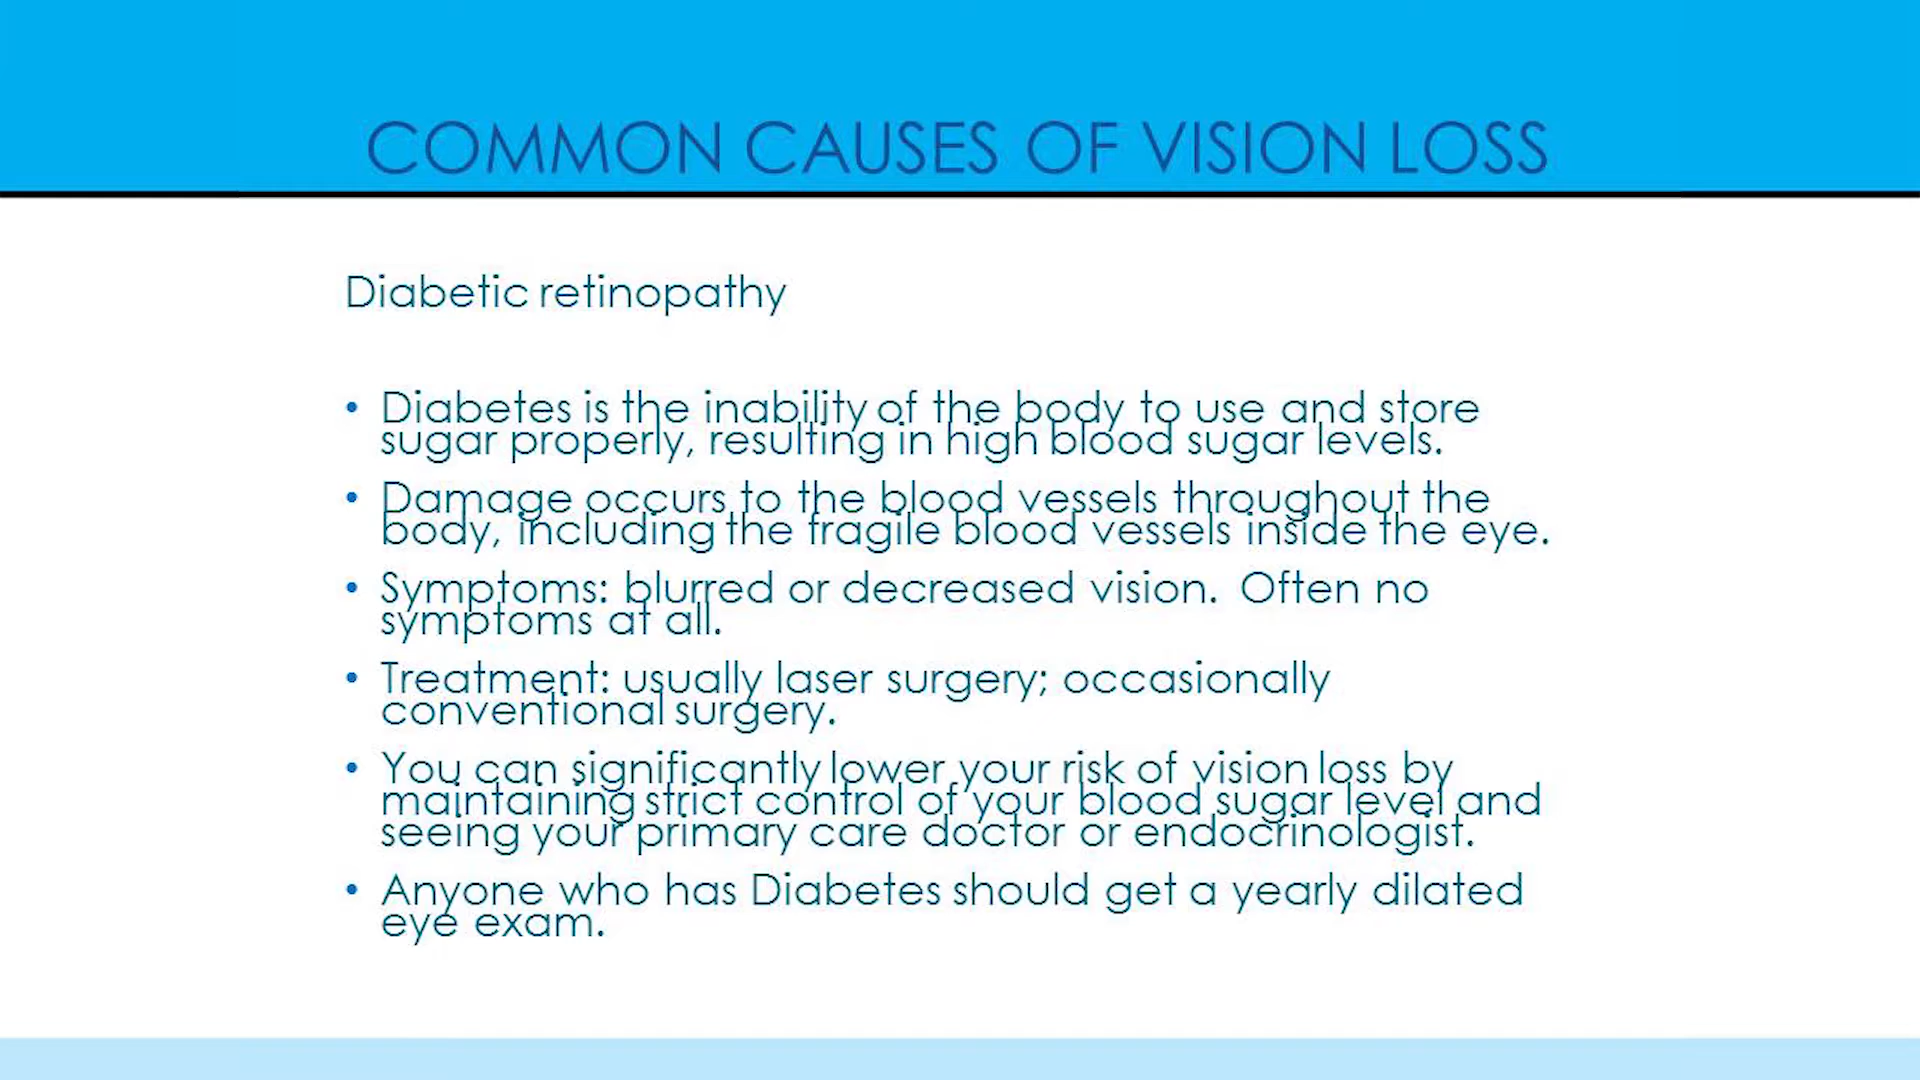 COMMON CAUSES OF VISION LOSS
Diabetic retinopathy
• Diabetes is the inability of the body to use and store
sugar properly, resulting in high blood sugar levels.
• Damage occurs to the blood vessels throughout the
body, including the fragile blood vessels inside the eye.
• Symptoms: blurred or decreased vision.  Often no
symptoms at all.
• Treatment: usually laser surgery; occasionally
conventional surgery.
• You can significantly lower your risk of vision loss by
maintaining strict control of your blood sugar level and
seeing your primary care doctor or endocrinologist.
• Anyone who has Diabetes should get a yearly dilated
eye exam.